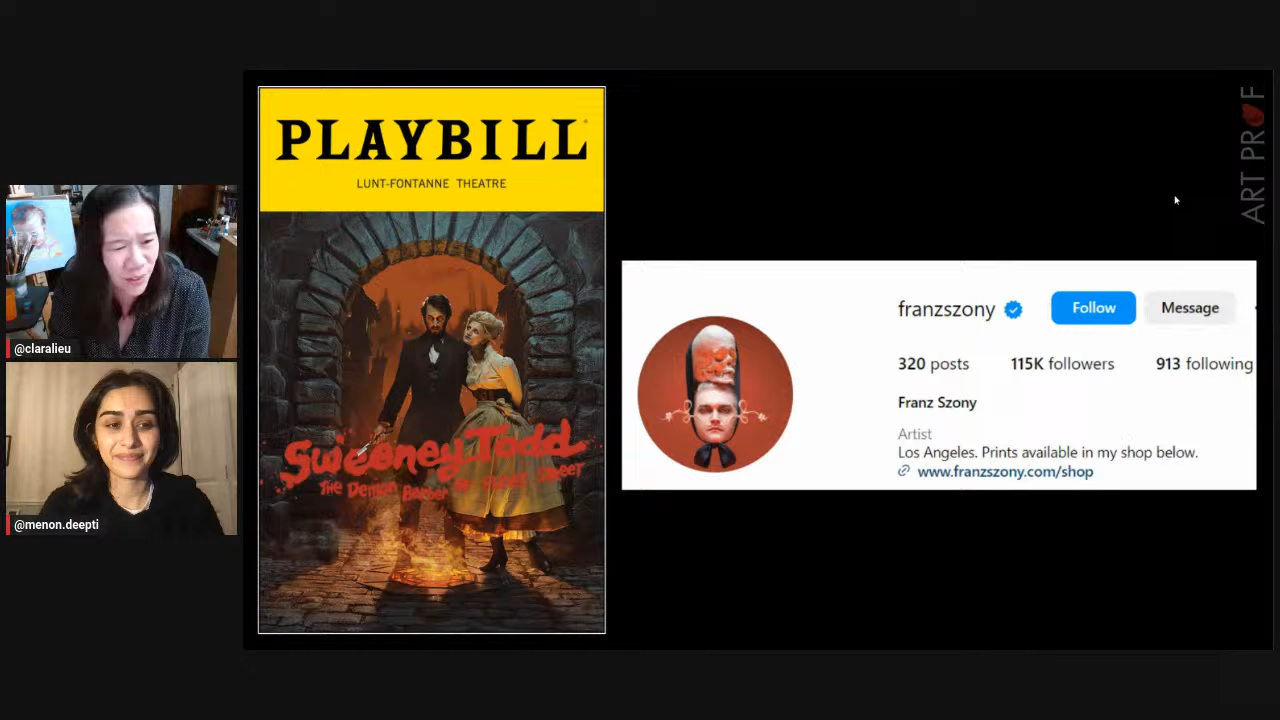 PLAYBILL
LUNT-FONTANNE THEATRE
Sweeney Todd
The Demon Barber of Fleet Street
@claralieu
@menon.deepti
franzszony
Follow
Message
320 posts
115K followers
913 following
Franz Szony
Artist
Los Angeles. Prints available in my shop below.
www.franzszony.com/shop
ART PROF